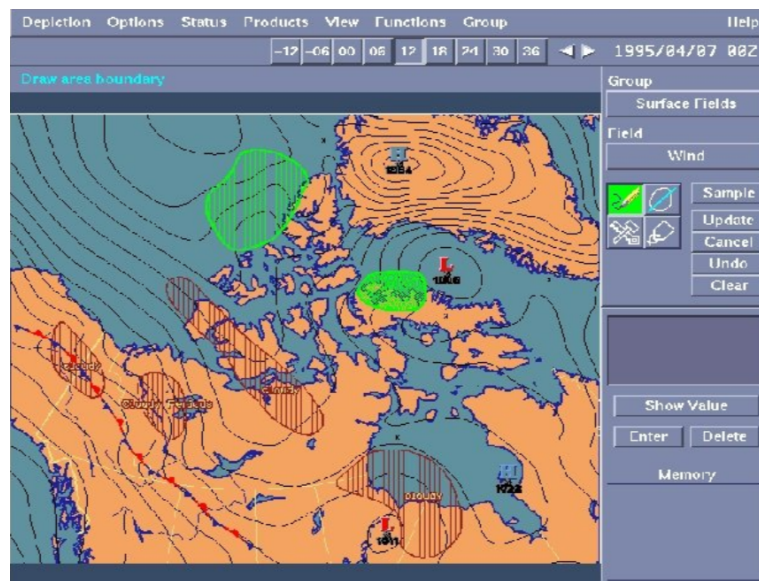 Depiction Options Status Products View Functions Group Help
-12 -06 00 06 12 18 24 30 36 1995/04/07 00Z
Draw area boundary
Group
Surface Fields
Field
Wind
Sample
Update
Cancel
Undo
Clear
Show Value
Enter Delete
Memory
H
L
cloudy
H
1022
L
1011